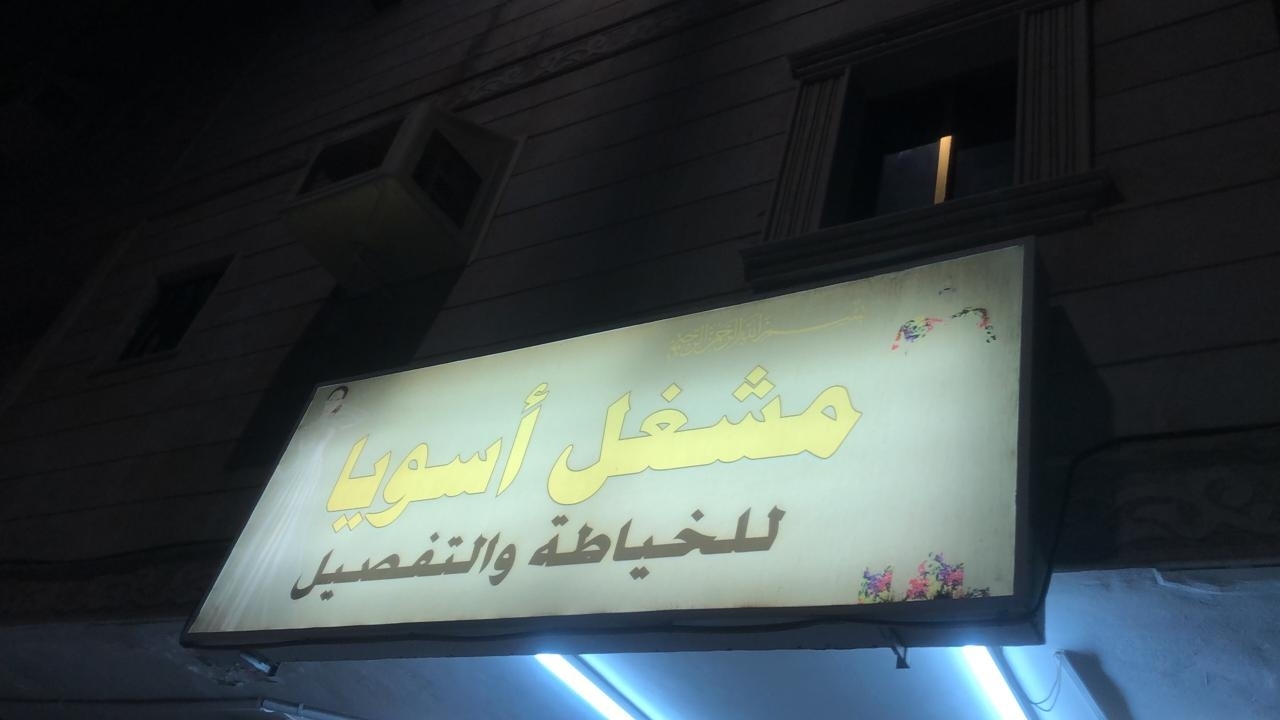 بسم الله الرحمن الرحيم
مشغل أسويا
للخياطة والتفصيل